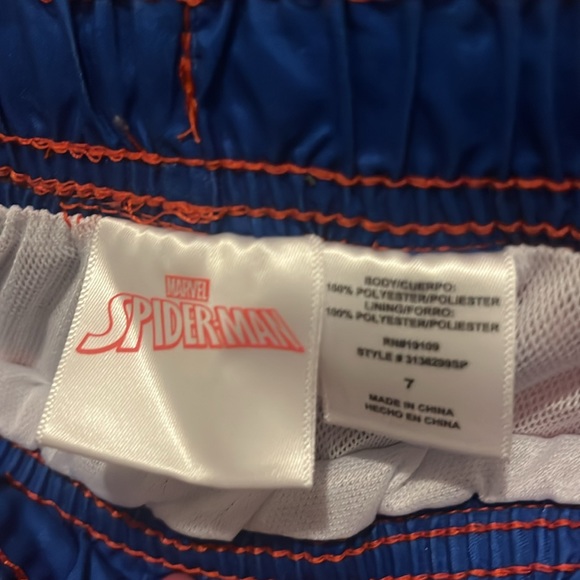 MARVEL
SPIDER-MAN
BODY/CUERPO:
100% POLYESTER/POLIESTER
LINING/FORRO:
100% POLYESTER/POLIESTER
RN#19109
STYLE # 3136299SP
7
MADE IN CHINA
HECHO EN CHINA